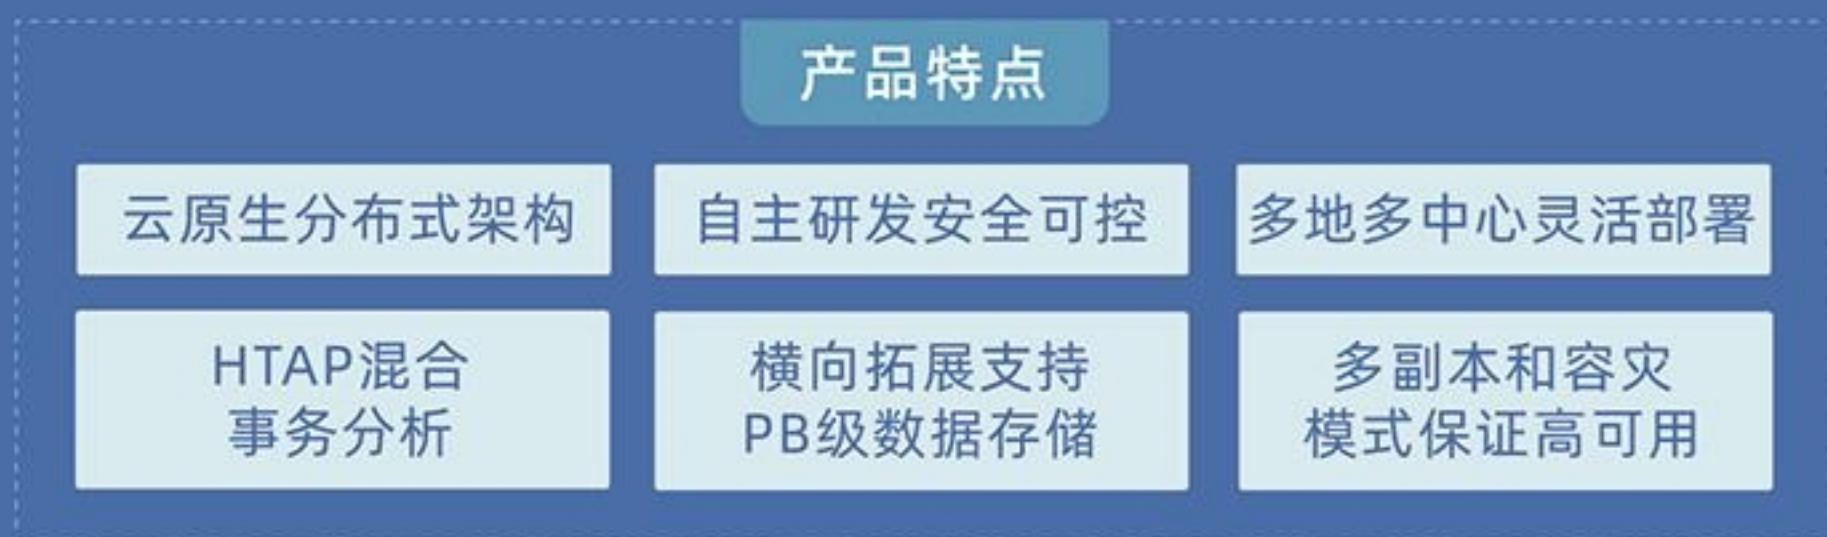 产品特点
云原生分布式架构
自主研发安全可控
多地多中心灵活部署
HTAP混合
事务分析
横向拓展支持
PB级数据存储
多副本和容灾
模式保证高可用